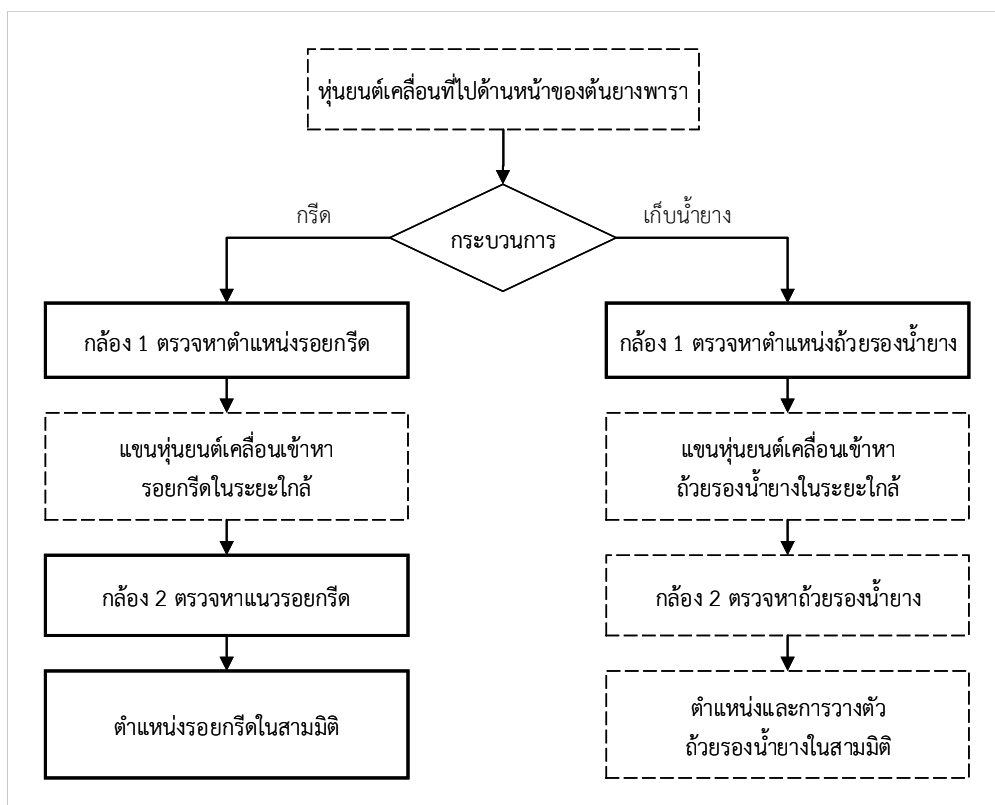 หุ่นยนต์เคลื่อนที่ไปด้านหน้าของต้นยางพารา
กระบวนการ
กรีด
เก็บน้ำยาง
กล้อง 1 ตรวจหาตำแหน่งรอยกรีด
แขนหุ่นยนต์เคลื่อนเข้าหา
รอยกรีดในระยะใกล้
กล้อง 2 ตรวจหาแนวรอยกรีด
ตำแหน่งรอยกรีดในสามมิติ
กล้อง 1 ตรวจหาตำแหน่งถ้วยรองน้ำยาง
แขนหุ่นยนต์เคลื่อนเข้าหา
ถ้วยรองน้ำยางในระยะใกล้
กล้อง 2 ตรวจหาถ้วยรองน้ำยาง
ตำแหน่งและการวางตัว
ถ้วยรองน้ำยางในสามมิติ